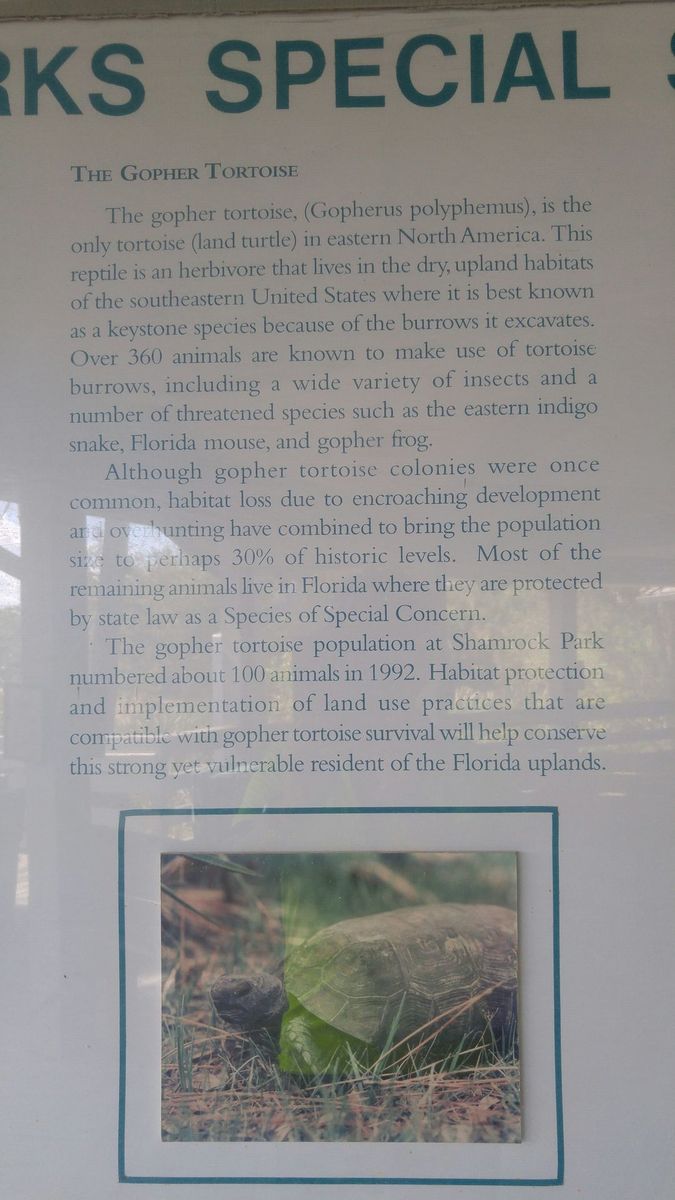 RKS SPECIAL
THE GOPHER TORTOISE
The gopher tortoise, (Gopherus polyphemus), is the
only tortoise (land turtle) in eastern North America. This
reptile is an herbivore that lives in the dry, upland habitats
of the southeastern United States where it is best known
as a keystone species because of the burrows it excavates.
Over 360 animals are known to make use of tortoise
burrows, including a wide variety of insects and a
number of threatened species such as the eastern indigo
snake, Florida mouse, and gopher frog.
Although gopher tortoise colonies were once
common, habitat loss due to encroaching development
and overhunting have combined to bring the population
size to perhaps 30% of historic levels. Most of the
remaining animals live in Florida where they are protected
by state law as a Species of Special Concern.
The gopher tortoise population at Shamrock Park
numbered about 100 animals in 1992. Habitat protection
and implementation of land use practices that are
compatible with gopher tortoise survival will help conserve
this strong yet vulnerable resident of the Florida uplands.